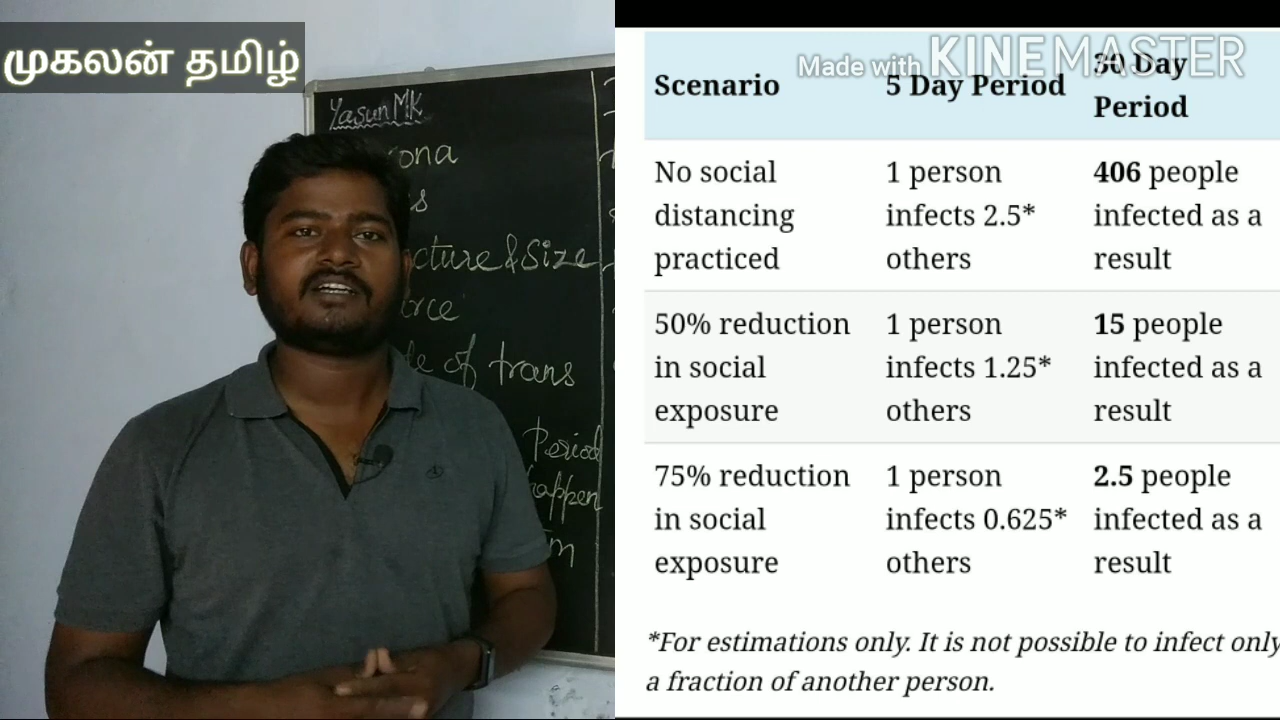 முகலன் தமிழ்
Yasun MK
ona
s
cture & Size
rce
de of trans
Period
happen
Made with KINEMASTER
Scenario
5 Day Period
30 Day
Period
No social
distancing
practiced
1 person
infects 2.5*
others
406 people
infected as a
result
50% reduction
in social
exposure
1 person
infects 1.25*
others
15 people
infected as a
result
75% reduction
in social
exposure
1 person
infects 0.625*
others
2.5 people
infected as a
result
*For estimations only. It is not possible to infect only
a fraction of another person.